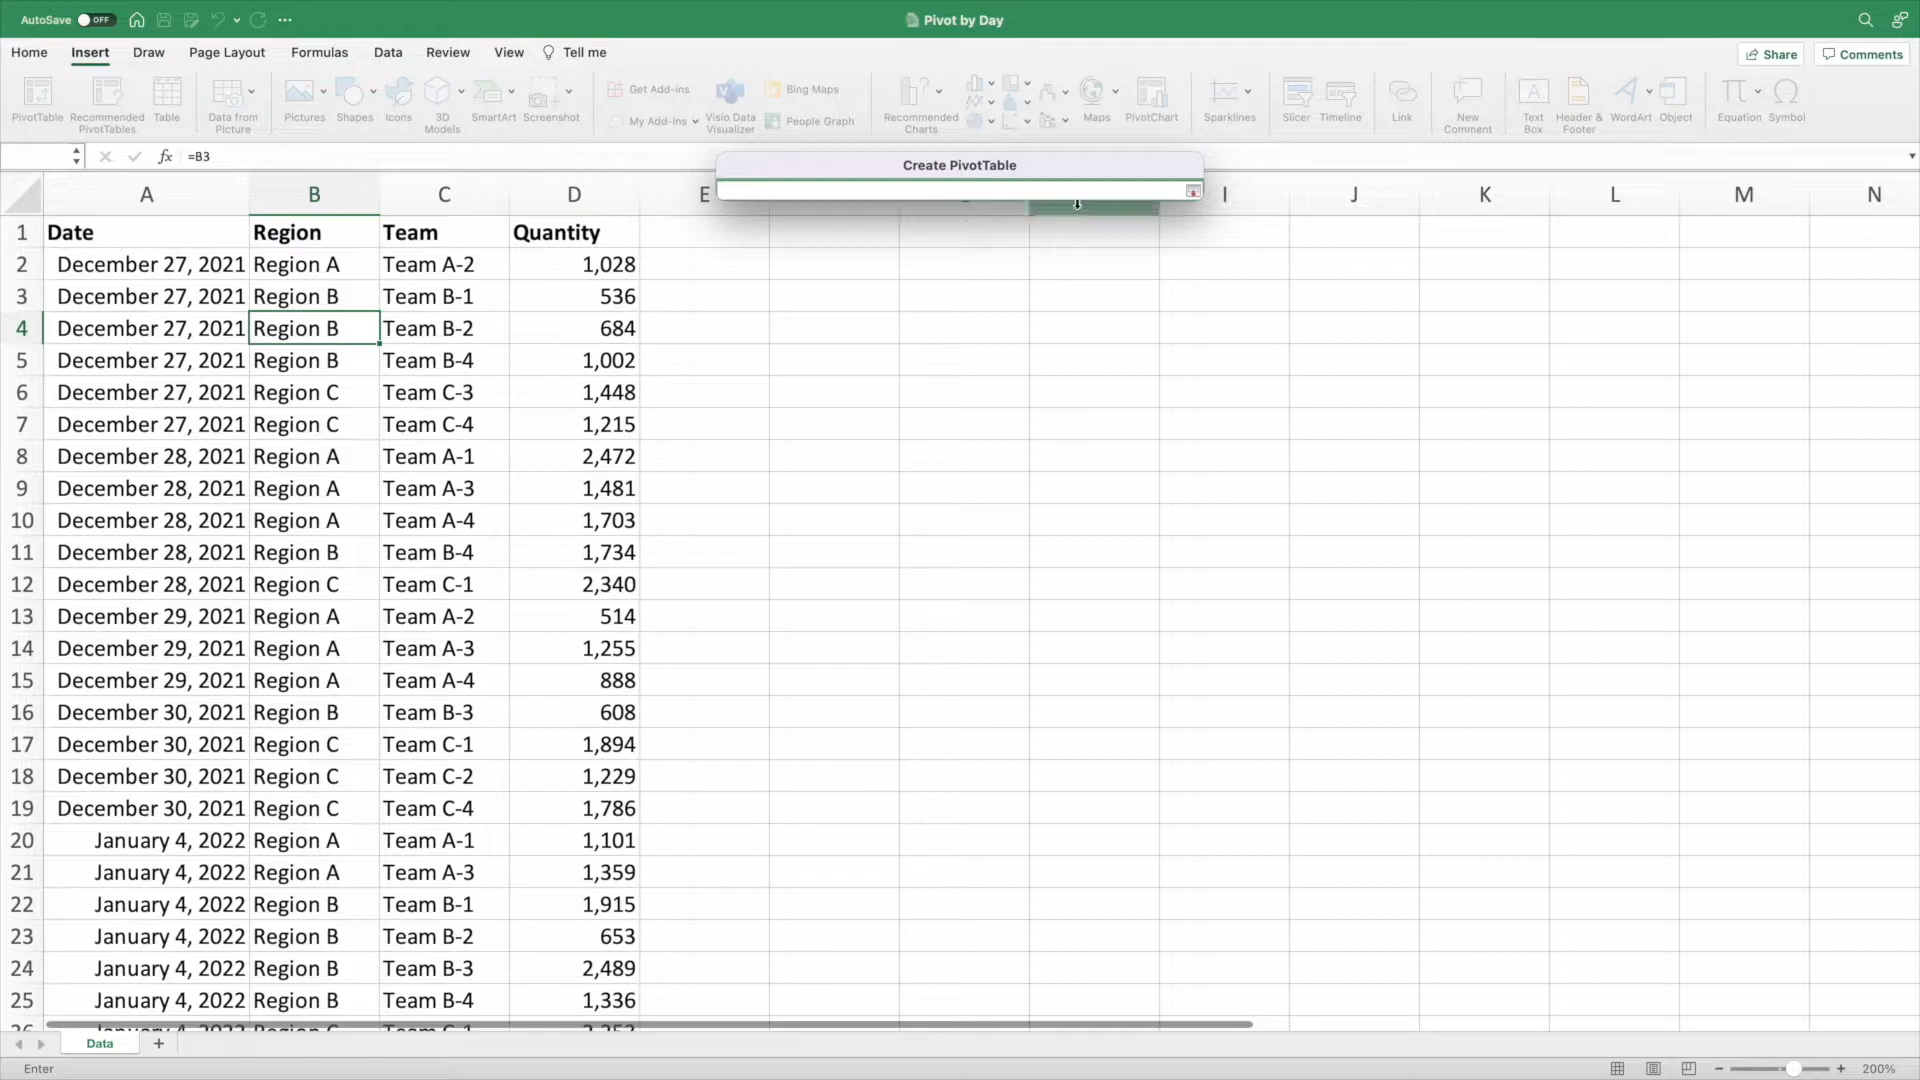 AutoSave OFF Pivot by Day
Home Insert Draw Page Layout Formulas Data Review View Tell me Share Comments
PivotTable Recommended PivotTables Table Data from Picture Pictures Shapes Icons 3D Models SmartArt Screenshot Get Add-ins My Add-ins Visio Data Visualizer Bing Maps People Graph Recommended Charts Maps PivotChart Sparklines Slicer Timeline Link New Comment Text Box Header & Footer WordArt Object Equation Symbol
fx =B3
Create PivotTable
A B C D E I J K L M N
1 Date Region Team Quantity
2 December 27, 2021 Region A Team A-2 1,028
3 December 27, 2021 Region B Team B-1 536
4 December 27, 2021 Region B Team B-2 684
5 December 27, 2021 Region B Team B-4 1,002
6 December 27, 2021 Region C Team C-3 1,448
7 December 27, 2021 Region C Team C-4 1,215
8 December 28, 2021 Region A Team A-1 2,472
9 December 28, 2021 Region A Team A-3 1,481
10 December 28, 2021 Region A Team A-4 1,703
11 December 28, 2021 Region B Team B-4 1,734
12 December 28, 2021 Region C Team C-1 2,340
13 December 29, 2021 Region A Team A-2 514
14 December 29, 2021 Region A Team A-3 1,255
15 December 29, 2021 Region A Team A-4 888
16 December 30, 2021 Region B Team B-3 608
17 December 30, 2021 Region C Team C-1 1,894
18 December 30, 2021 Region C Team C-2 1,229
19 December 30, 2021 Region C Team C-4 1,786
20 January 4, 2022 Region A Team A-1 1,101
21 January 4, 2022 Region A Team A-3 1,359
22 January 4, 2022 Region B Team B-1 1,915
23 January 4, 2022 Region B Team B-2 653
24 January 4, 2022 Region B Team B-3 2,489
25 January 4, 2022 Region B Team B-4 1,336
Data +
Enter 200%